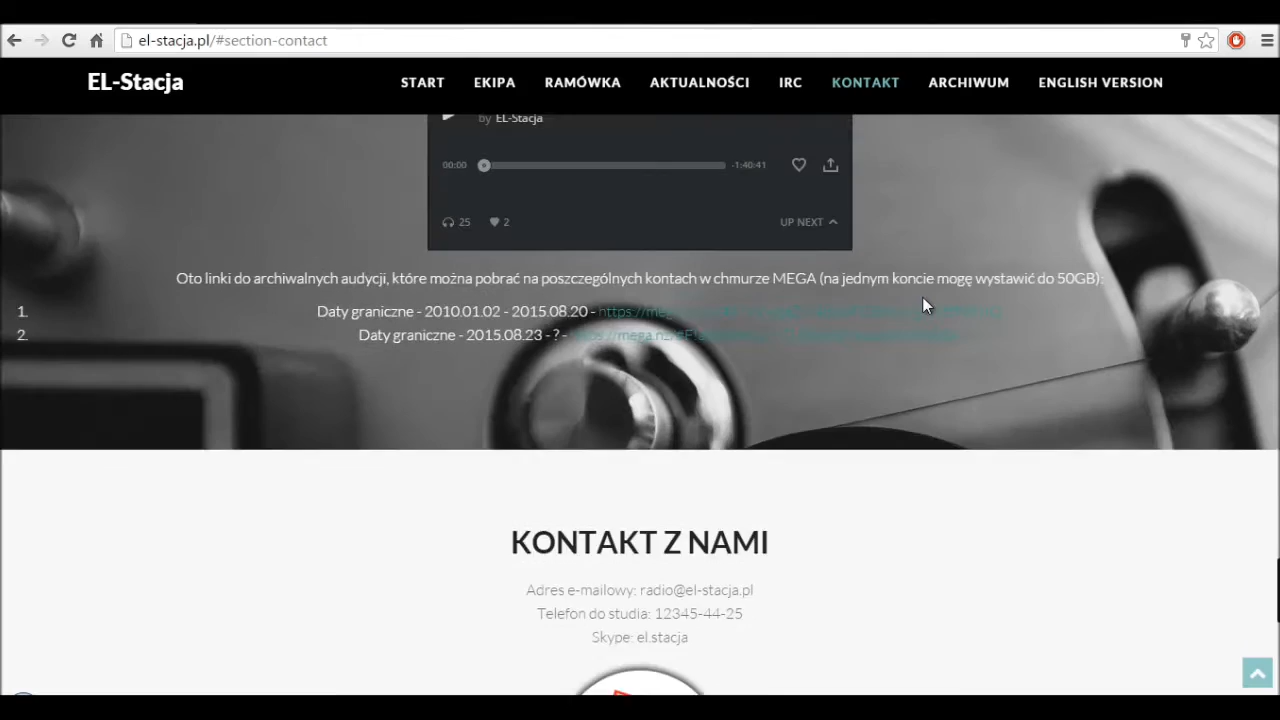 el-stacja.pl/#section-contact
EL-Stacja
START EKIPA RAMÓWKA AKTUALNOŚCI IRC KONTAKT ARCHIWUM ENGLISH VERSION
by EL-Stacja
00:00 -1:40:41
25 2 UP NEXT
Oto linki do archiwalnych audycji, które można pobrać na poszczególnych kontach w chmurze MEGA (na jednym koncie mogę wystawić do 50GB):
1. Daty graniczne - 2010.01.02 - 2015.08.20 -
2. Daty graniczne - 2015.08.23 - ? -
KONTAKT Z NAMI
Adres e-mailowy: radio@el-stacja.pl
Telefon do studia: 12345-44-25
Skype: el.stacja